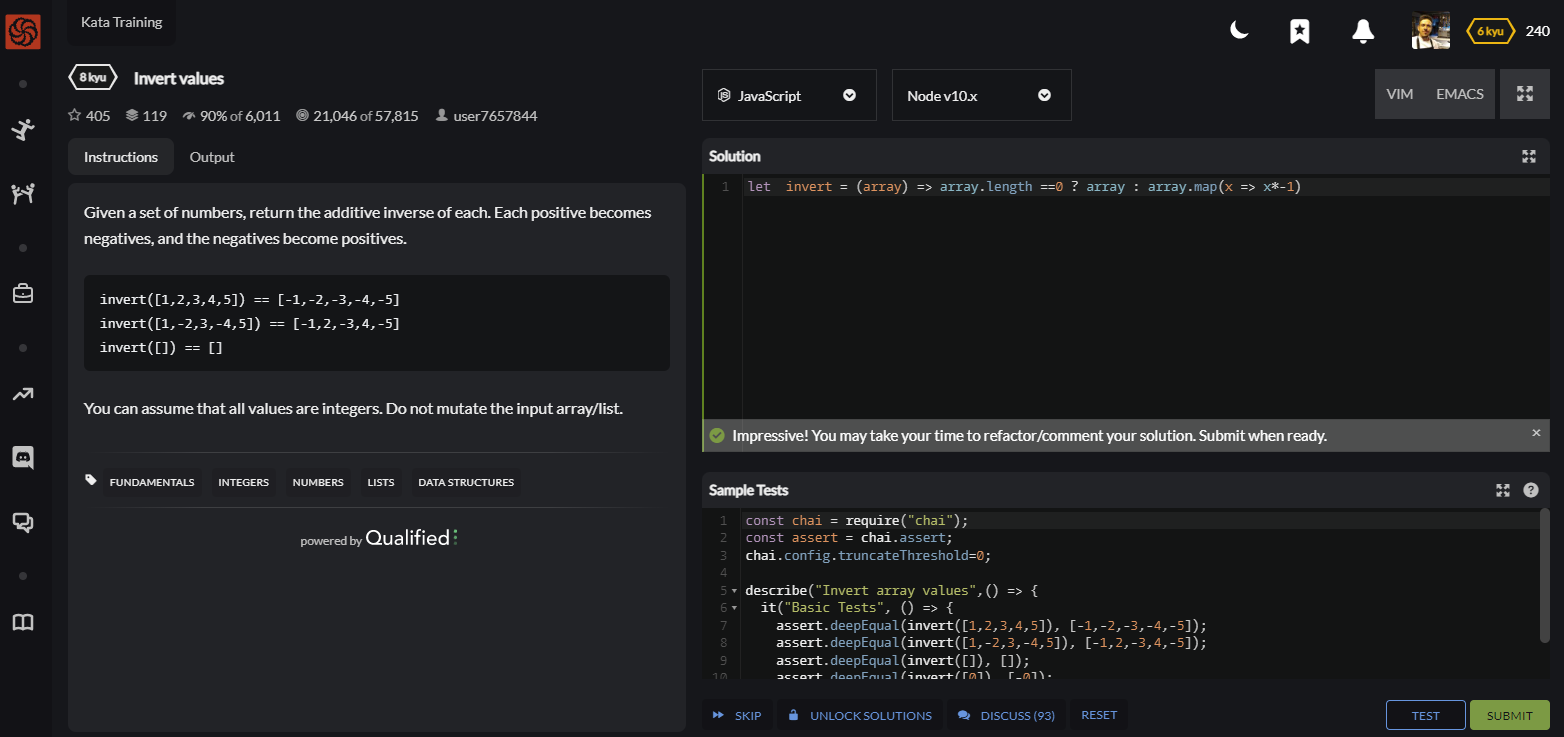 Kata Training
6 kyu 240
8 kyu Invert values
405 119 90% of 6,011 21,046 of 57,815 user7657844
Instructions Output
Given a set of numbers, return the additive inverse of each. Each positive becomes
negatives, and the negatives become positives.
invert([1,2,3,4,5]) == [-1,-2,-3,-4,-5]
invert([1,-2,3,-4,5]) == [-1,2,-3,4,-5]
invert([]) == []
You can assume that all values are integers. Do not mutate the input array/list.
FUNDAMENTALS INTEGERS NUMBERS LISTS DATA STRUCTURES
powered by Qualified
JavaScript Node v10.x VIM EMACS
Solution
1 let  invert = (array) => array.length ==0 ? array : array.map(x => x*-1)
Impressive! You may take your time to refactor/comment your solution. Submit when ready. ×
Sample Tests ?
1 const chai = require("chai");
2 const assert = chai.assert;
3 chai.config.truncateThreshold=0;
4
5 describe("Invert array values",() => {
6   it("Basic Tests", () => {
7     assert.deepEqual(invert([1,2,3,4,5]), [-1,-2,-3,-4,-5]);
8     assert.deepEqual(invert([1,-2,3,-4,5]), [-1,2,-3,4,-5]);
9     assert.deepEqual(invert([]), []);
10     assert.deepEqual(invert([0]), [-0]);
SKIP UNLOCK SOLUTIONS DISCUSS (93) RESET TEST SUBMIT